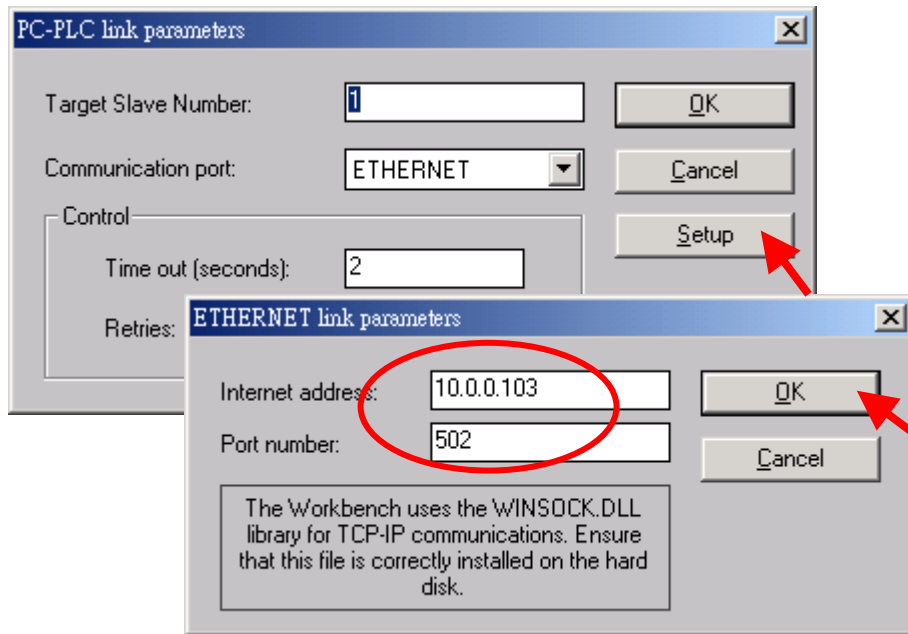 PC-PLC link parameters
Target Slave Number: 1
OK
Communication port: ETHERNET
Cancel
Control
Setup
Time out (seconds): 2
Retries:
ETHERNET link parameters
Internet address: 10.0.0.103
OK
Port number: 502
Cancel
The Workbench uses the WINSOCK.DLL
library for TCP-IP communications. Ensure
that this file is correctly installed on the hard
disk.